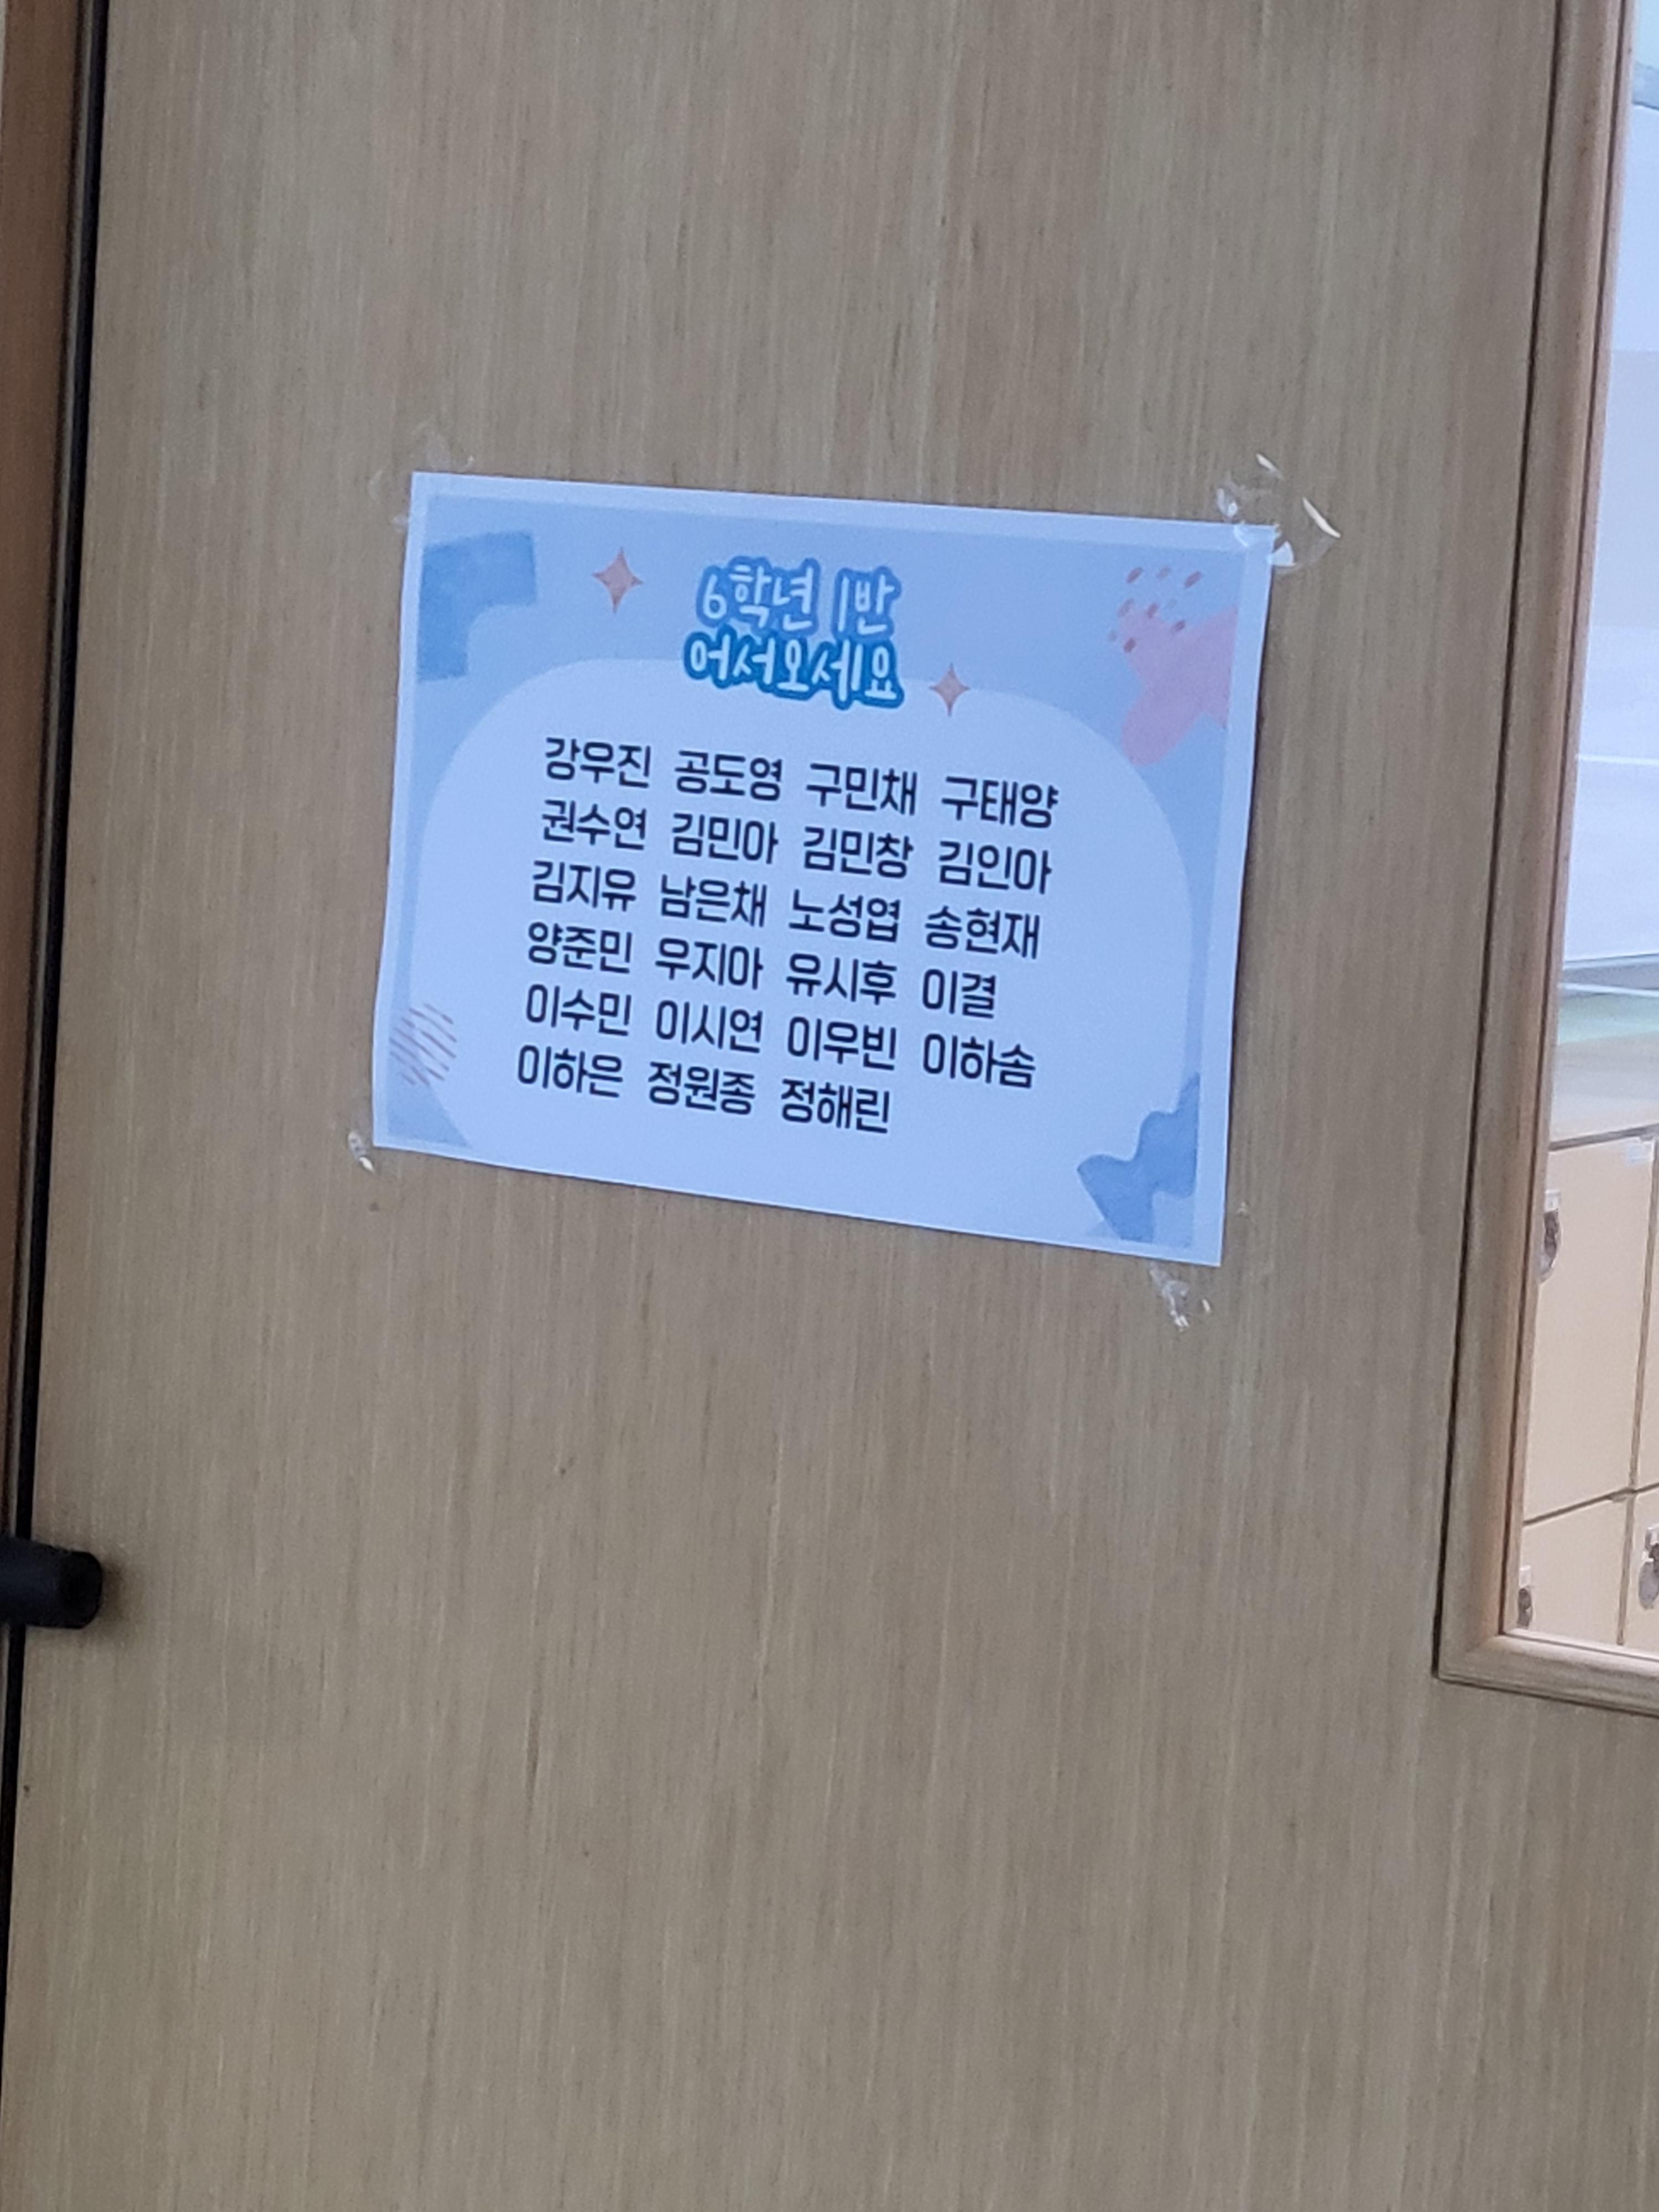 6학년 1반
어서오세요
강우진 공도영 구민채 구태양
권수연 김민아 김민창 김인아
김지유 남은채 노성엽 송현재
양준민 우지아 유시후 이결
이수민 이시연 이우빈 이하솜
이하은 정원종 정해린